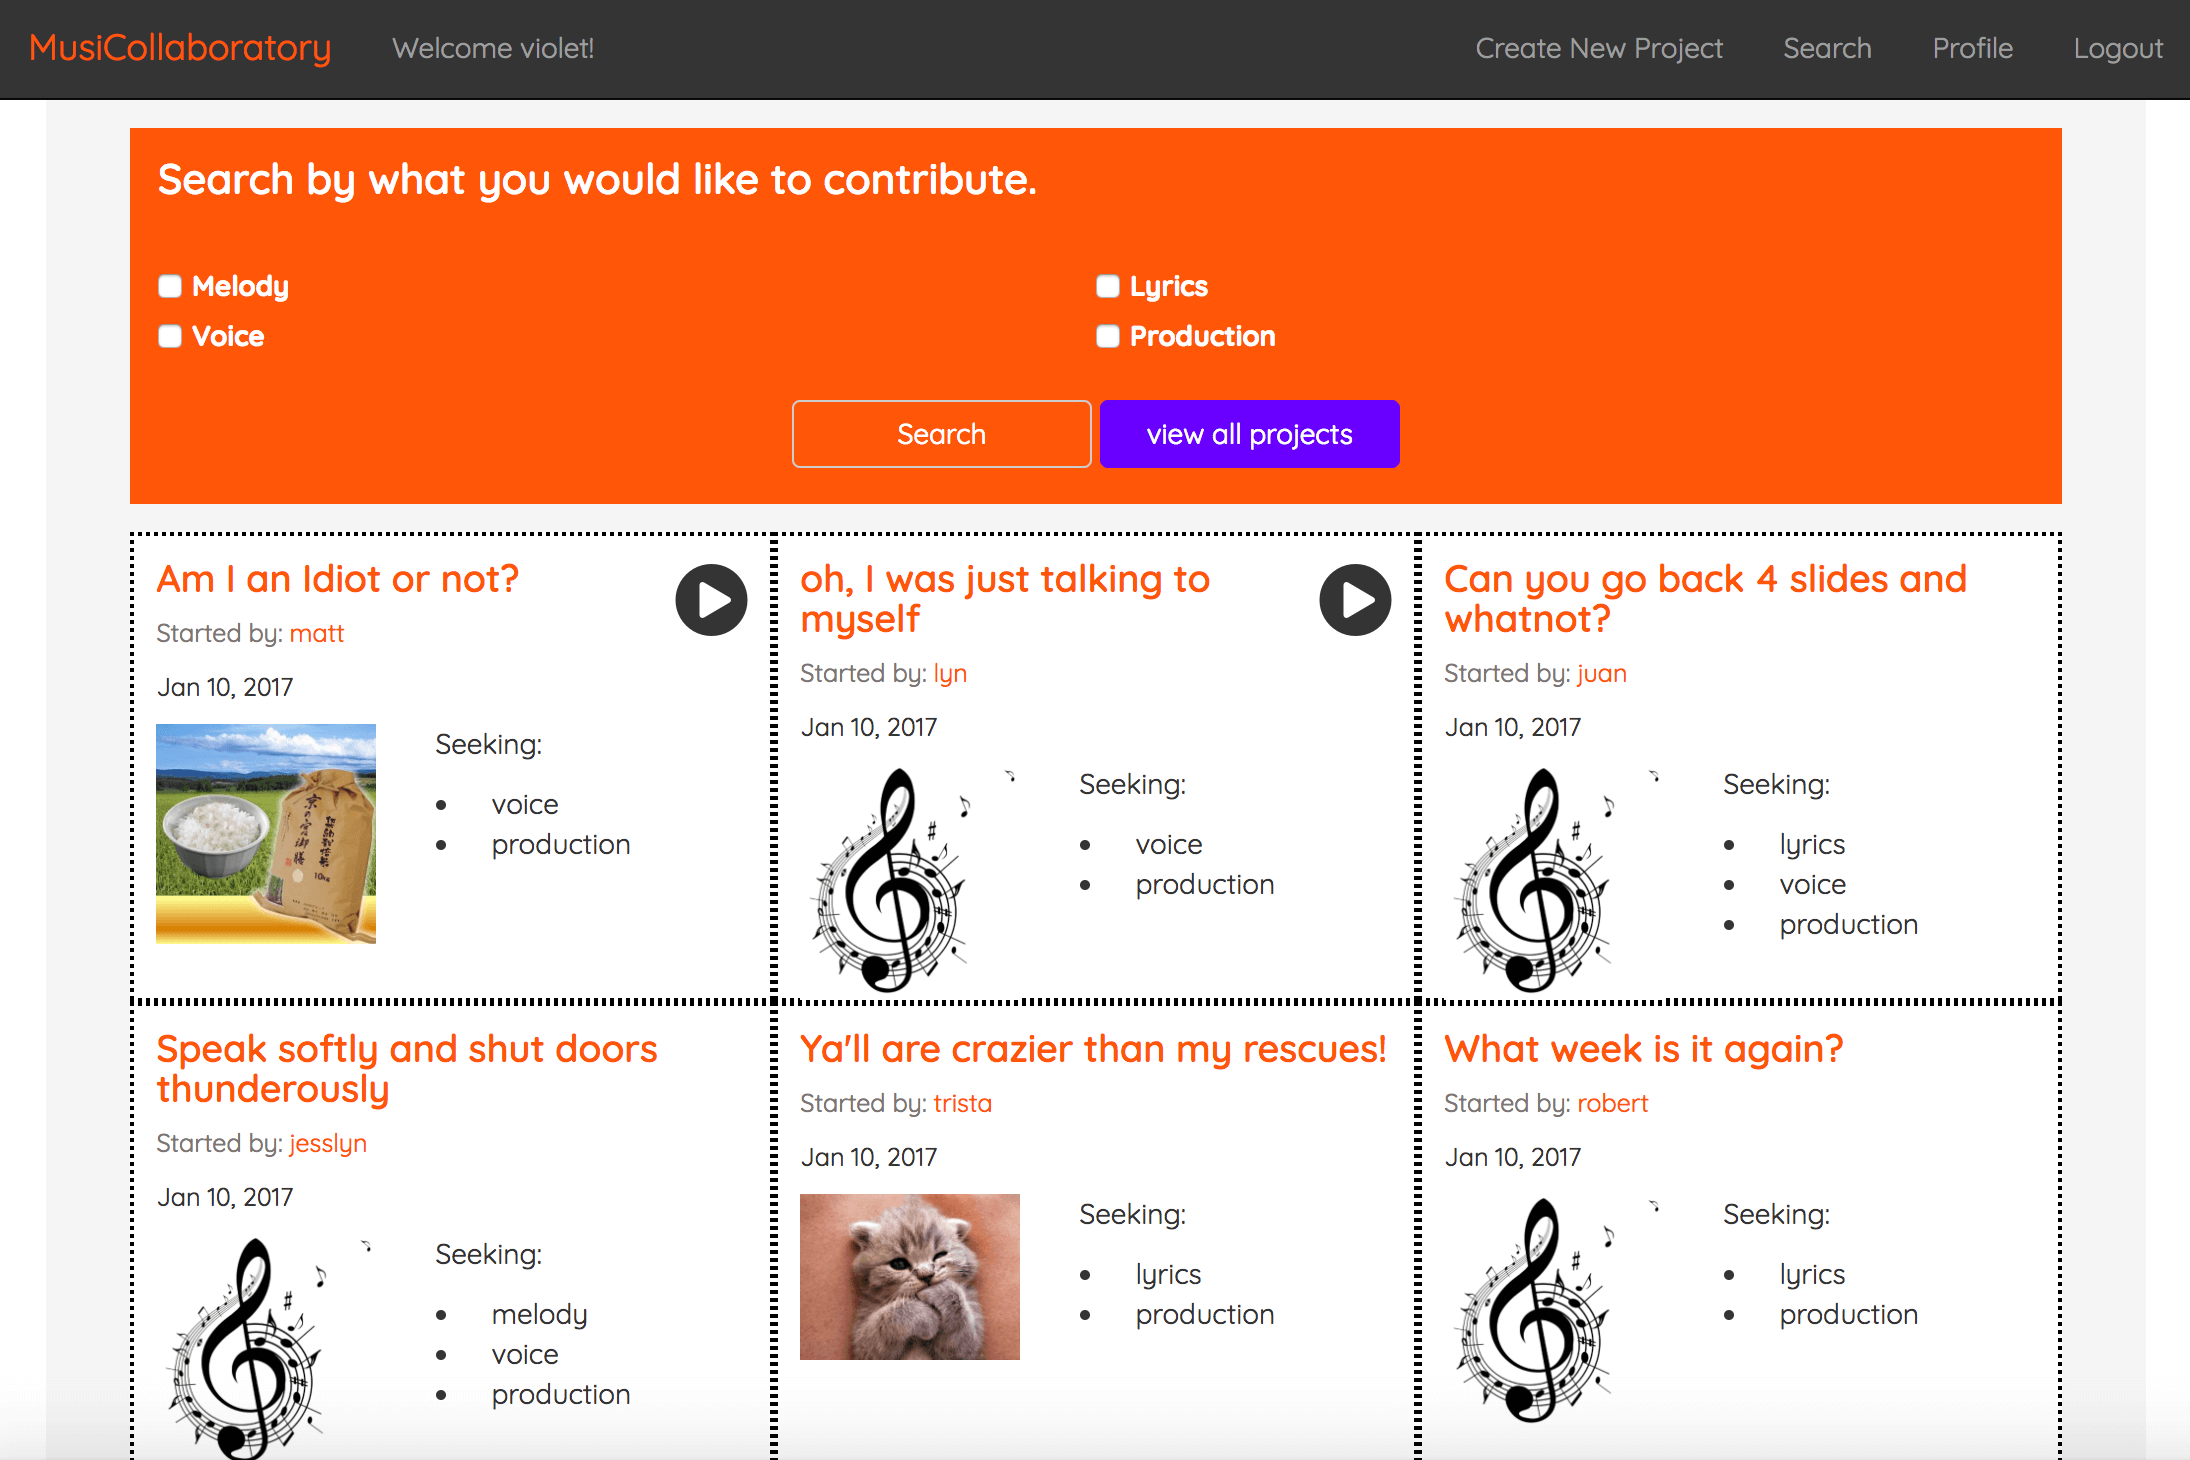 MusiCollaboratory Welcome violet! Create New Project Search Profile Logout
Search by what you would like to contribute.
Melody
Lyrics
Voice
Production
Search
view all projects
Am I an Idiot or not?
Started by: matt
Jan 10, 2017
Seeking:
voice
production
10kg
oh, I was just talking to
myself
Started by: lyn
Jan 10, 2017
Seeking:
voice
production
Can you go back 4 slides and
whatnot?
Started by: juan
Jan 10, 2017
Seeking:
lyrics
voice
production
Speak softly and shut doors
thunderously
Started by: jesslyn
Jan 10, 2017
Seeking:
melody
voice
production
Ya'll are crazier than my rescues!
Started by: trista
Jan 10, 2017
Seeking:
lyrics
production
What week is it again?
Started by: robert
Jan 10, 2017
Seeking:
lyrics
production